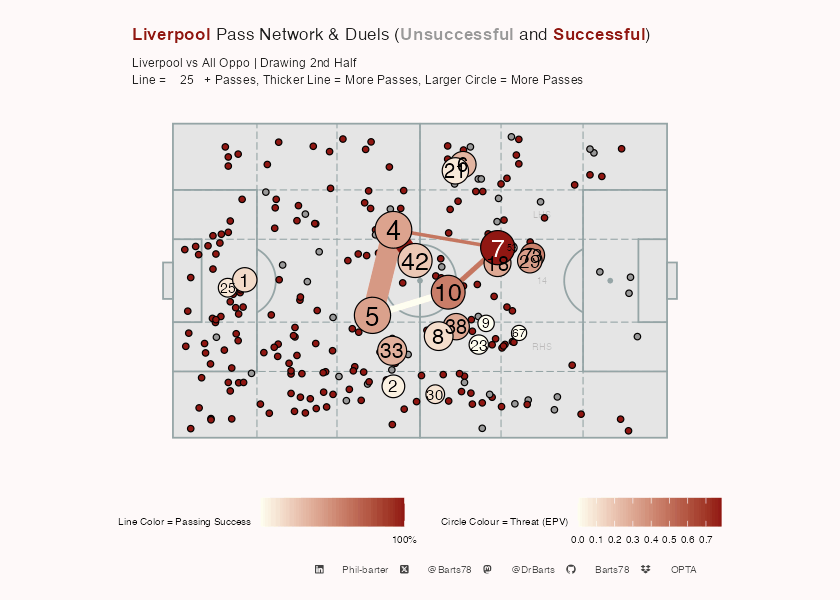 Liverpool Pass Network & Duels (Unsuccessful and Successful)
Liverpool vs All Oppo | Drawing 2nd Half
Line = 25 + Passes, Thicker Line = More Passes, Larger Circle = More Passes
6
21
4
7
18
42
1
25
10
14
5
9
38
8
23
67
RHS
33
2
30
Line Color = Passing Success
100%
Circle Colour = Threat (EPV)
0.0 0.1 0.2 0.3 0.4 0.5 0.6 0.7
Phil-barter @Barts78 @DrBarts Barts78 OPTA